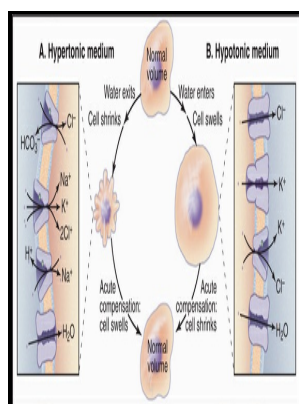 A. Hypertonic medium
Normal
volume
B. Hypotonic medium
Water exits
Water enters
Cell shrinks
Cell swells
HCO₃⁻
Cl⁻
Na⁺
K⁺
2Cl⁻
H⁺
Na⁺
H₂O
Cl⁻
K⁺
K⁺
Cl⁻
H₂O
Acute
compensation:
cell swells
Acute
compensation:
cell shrinks
Normal
volume